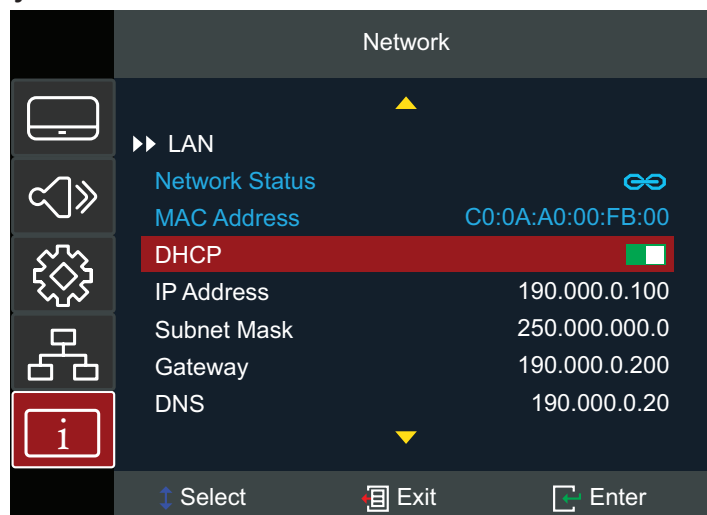 Network
LAN
Network Status
MAC Address C0:0A:A0:00:FB:00
DHCP
IP Address 190.000.0.100
Subnet Mask 250.000.000.0
Gateway 190.000.0.200
DNS 190.000.0.20
i
Select Exit Enter